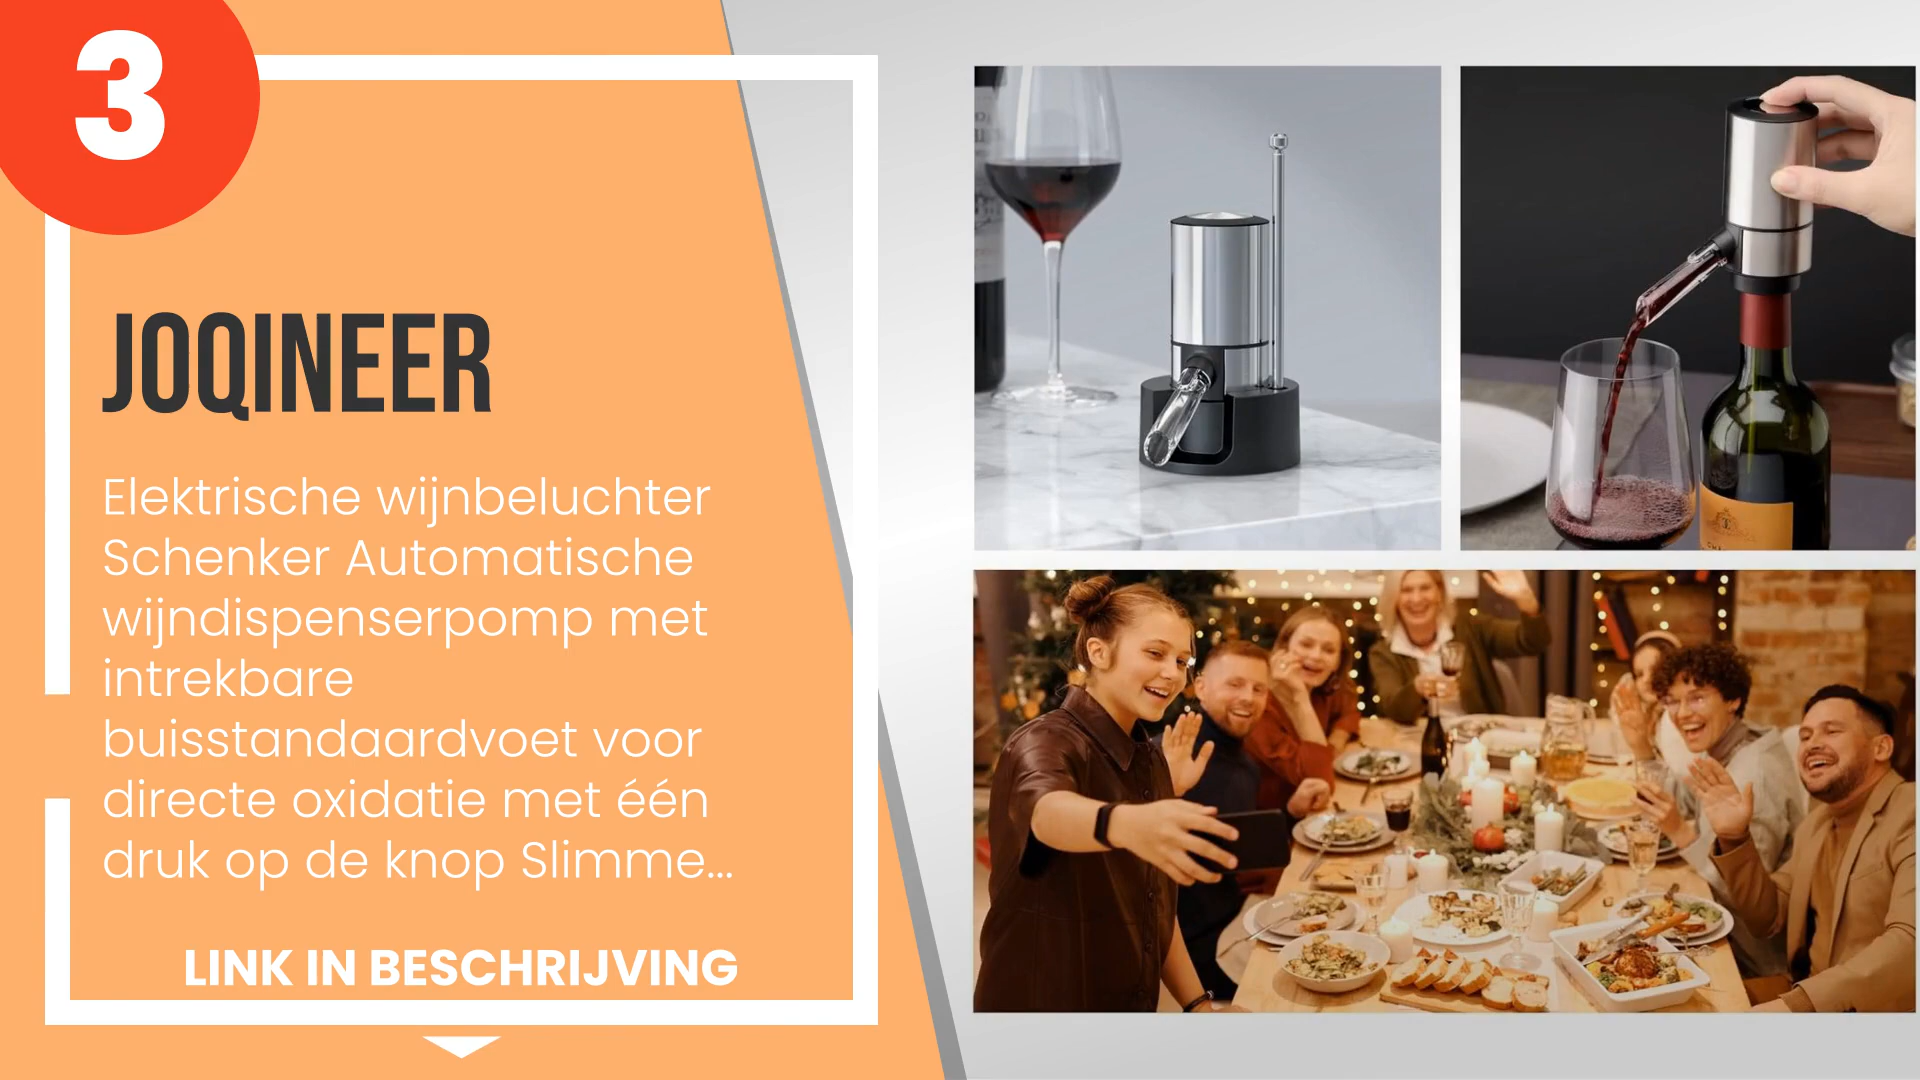 3
JOQINEER
Elektrische wijnbeluchter
Schenker Automatische
wijndispenserpomp met
intrekbare
buisstandaardvoet voor
directe oxidatie met één
druk op de knop Slimme...
LINK IN BESCHRIJVING